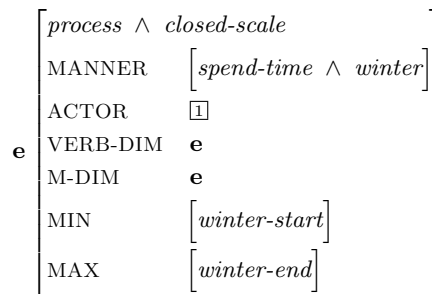 process ∧ closed-scale
MANNER [spend-time ∧ winter]
ACTOR 1
e VERB-DIM e
M-DIM e
MIN [winter-start]
MAX [winter-end]